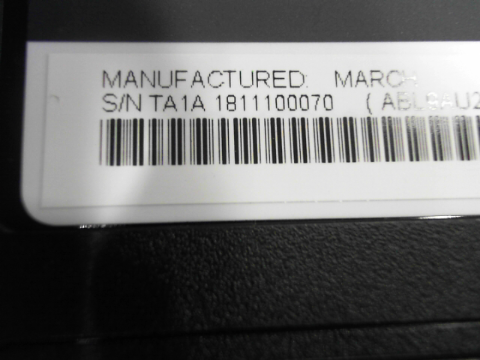 MANUFACTURED: MARCH
S/N TA1A 1811100070